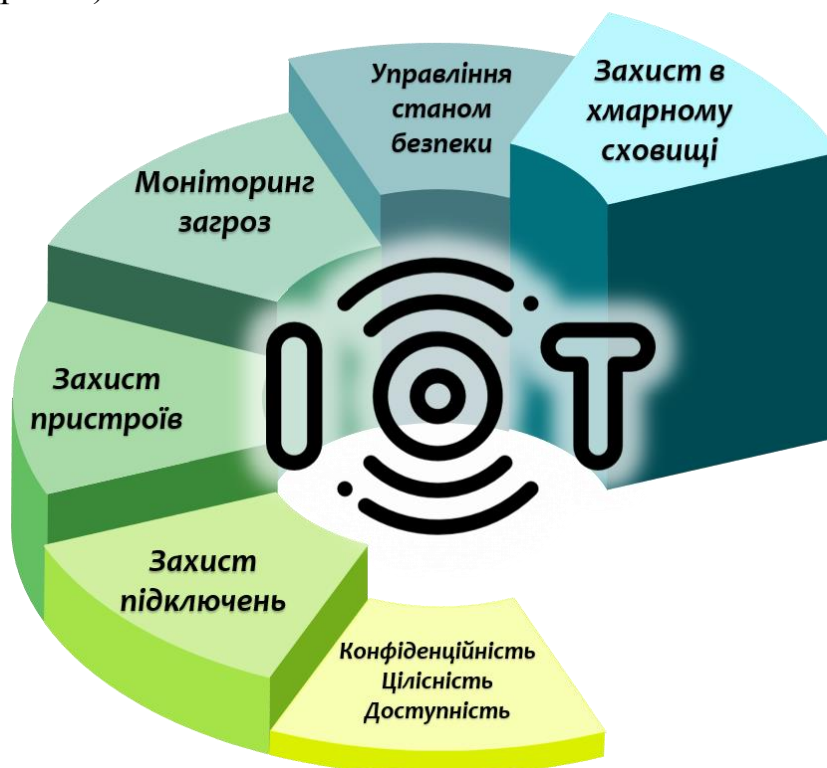 Управління
станом
безпеки
Захист в
хмарному
сховищі
Моніторинг
загроз
IOT
Захист
пристроїв
Захист
підключень
Конфіденційність
Цілісність
Доступність